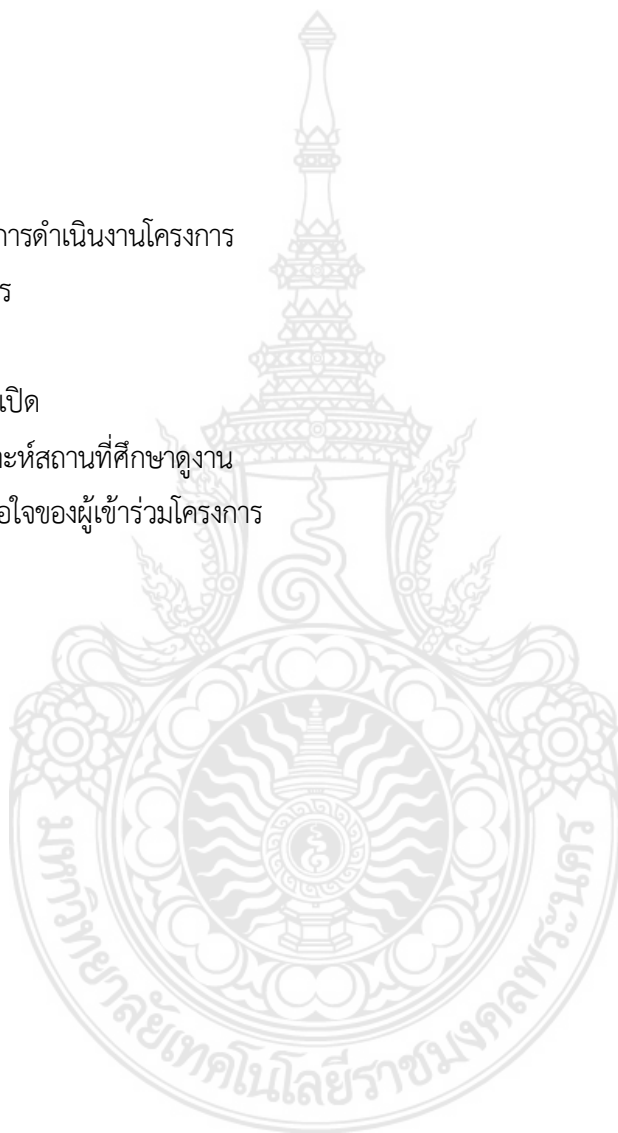 การดำเนินงานโครงการ
ร
เปิด
ะห์สถานที่ศึกษาดูงาน
อใจของผู้เข้าร่วมโครงการ
มหาวิทยาลัยเทคโนโลยีราชมงคลพระนคร